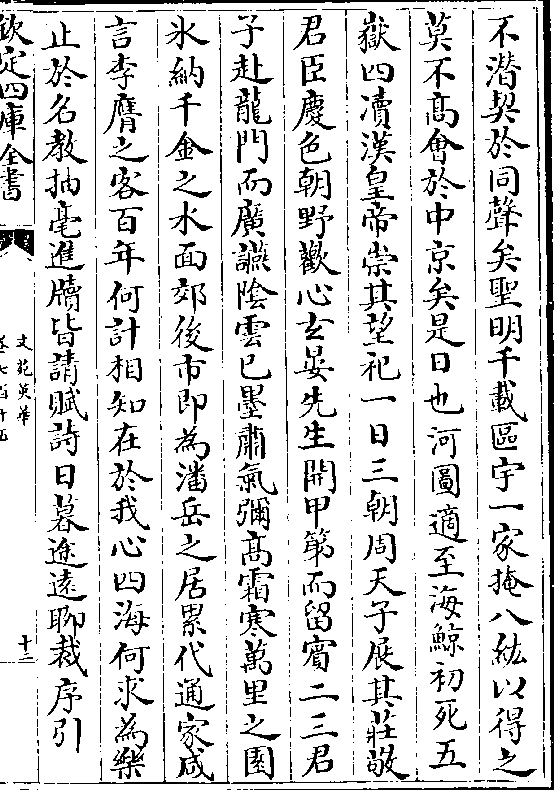 不潜契於同聲矣聖明千載區宇一家掩八紘以得之
莫不髙會於中京矣是日也河圖適至海鯨初死五
嶽四瀆漢皇帝崇其望祀一日三朝周天子展其莊敬
君臣慶色朝野歡心玄晏先生開甲第而留賓二三君
子赴龍門而廣讌陰雲已墨肅氣彌髙霜寒萬里之園
氷納千金之水面郊後市即為潘岳之居累代通家咸
言李膺之客百年何計相知在於我心四海何求為樂
止於名教抽毫進牘皆請賦詩日暮途遠聊裁序引
欽定四庫全書
文苑英華
十二